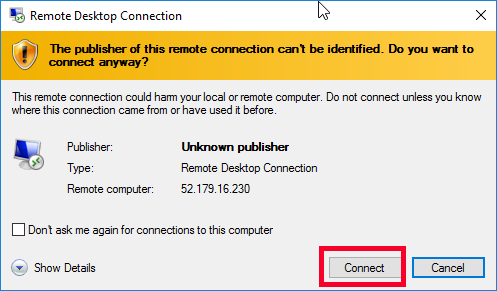 Remote Desktop Connection
The publisher of this remote connection can't be identified. Do you want to
connect anyway?
This remote connection could harm your local or remote computer. Do not connect unless you know
where this connection came from or have used it before.
Publisher: Unknown publisher
Type: Remote Desktop Connection
Remote computer: 52.179.16.230
Don't ask me again for connections to this computer
Show Details Connect Cancel